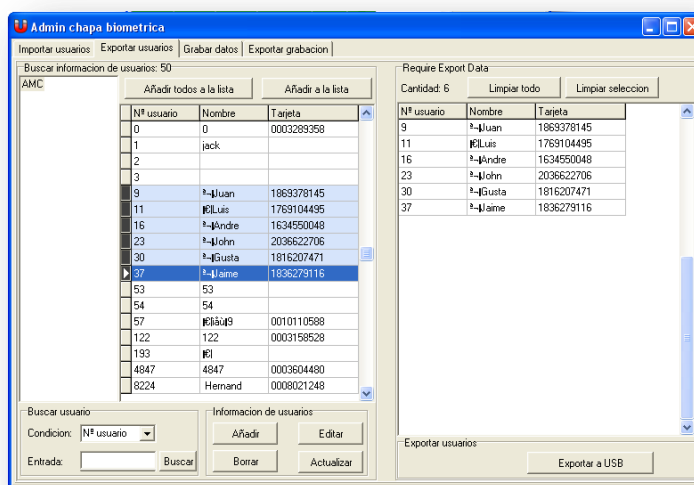 Admin chapa biometrica
Importar usuarios Exportar usuarios Grabar datos Exportar grabacion
Buscar informacion de usuarios: 50
AMC
Añadir todos a la lista Añadir a la lista
Nº usuario Nombre Tarjeta
0 0 0003289358
1 jack
2
3
9 Juan 1869378145
11 Luis 1769104495
16 Andre 1634550048
23 John 2036622706
30 Gusta 1816207471
37 Jaime 1836279116
53 53
54 54
57 0010110588
122 122 0003158528
193
4847 4847 0003604480
8224 Hernand 0008021248
Buscar usuario
Condicion: Nº usuario
Entrada: Buscar
Informacion de usuarios
Añadir Editar
Borrar Actualizar
Require Export Data
Cantidad: 6 Limpiar todo Limpiar seleccion
Nº usuario Nombre Tarjeta
9 Juan 1869378145
11 Luis 1769104495
16 Andre 1634550048
23 John 2036622706
30 Gusta 1816207471
37 Jaime 1836279116
Exportar usuarios
Exportar a USB